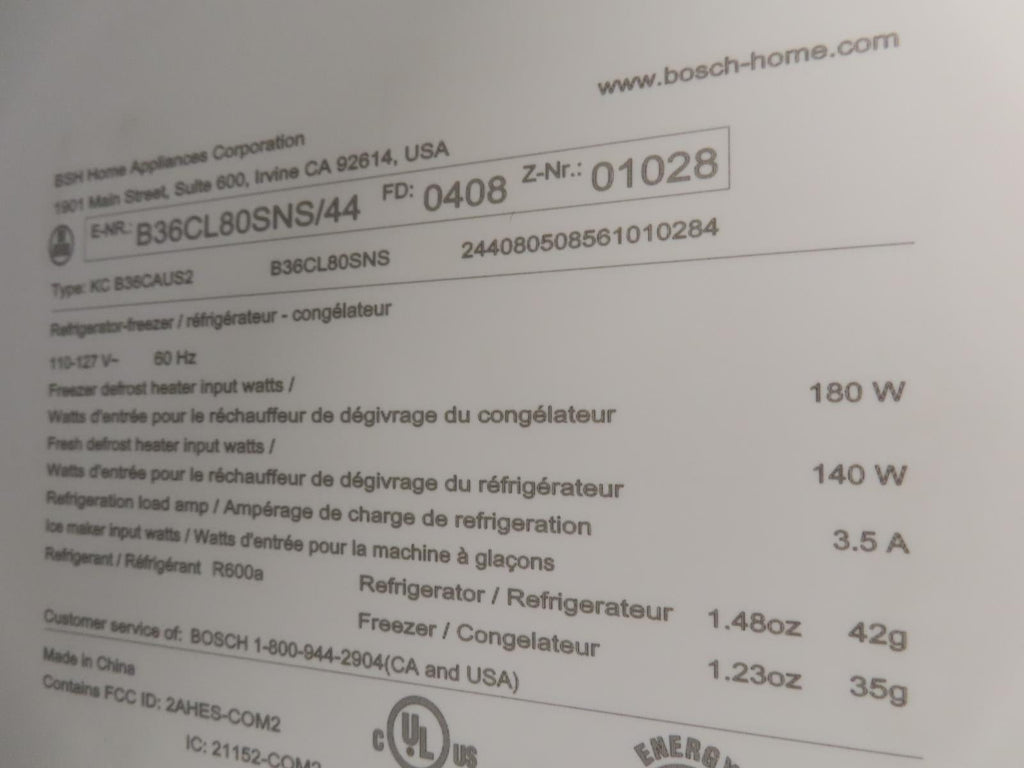 www.bosch-home.com
BSH Home Appliances Corporation
1901 Main Street, Suite 600, Irvine CA 92614, USA
E-NR.: B36CL80SNS/44 FD: 0408 Z-Nr.: 01028
Type: KC B36CAUS2 B36CL80SNS 244080508561010284
Refrigerator-freezer / réfrigérateur - congélateur
110-127 V~ 60 Hz
Freezer defrost heater input watts /
Watts d'entrée pour le réchauffeur de dégivrage du congélateur 180 W
Fresh defrost heater input watts /
Watts d'entrée pour le réchauffeur de dégivrage du réfrigérateur 140 W
Refrigeration load amp / Ampérage de charge de refrigeration 3.5 A
Ice maker input watts / Watts d'entrée pour la machine à glaçons
Refrigerant / Réfrigérant R600a Refrigerator / Refrigerateur 1.48oz 42g
Freezer / Congelateur 1.23oz 35g
Customer service of: BOSCH 1-800-944-2904(CA and USA)
Made in China
Contains FCC ID: 2AHES-COM2
IC: 21152-COM2
C UL US
ENERG